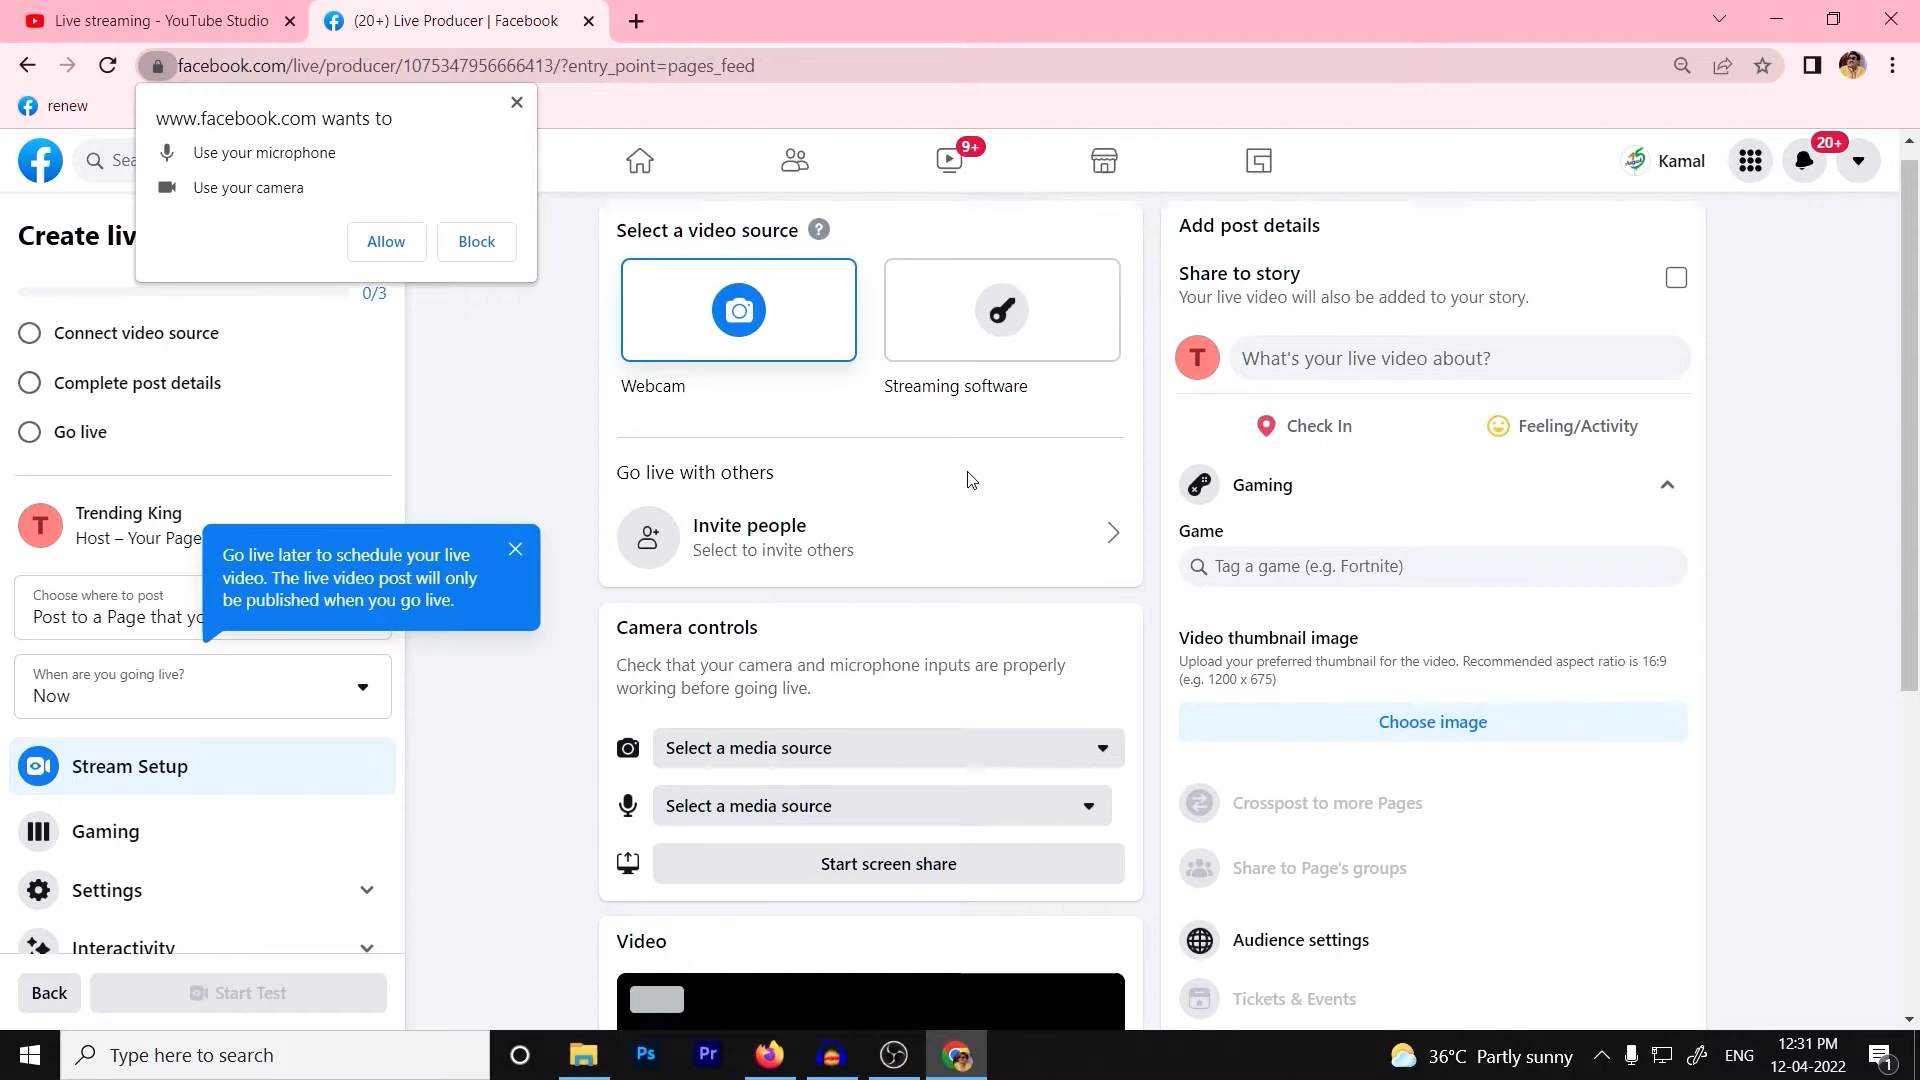 Live streaming - YouTube Studio
(20+) Live Producer | Facebook
facebook.com/live/producer/1075347956666413/?entry_point=pages_feed
renew
www.facebook.com wants to
Use your microphone
Use your camera
Allow
Block
Sea
9+
Kamal
20+
Create liv
0/3
Connect video source
Complete post details
Go live
T
Trending King
Host – Your Page
Go live later to schedule your live
video. The live video post will only
be published when you go live.
Choose where to post
Post to a Page that yo
When are you going live?
Now
Stream Setup
Gaming
Settings
Interactivity
Back
Start Test
Select a video source ?
Webcam
Streaming software
Go live with others
Invite people
Select to invite others
Camera controls
Check that your camera and microphone inputs are properly
working before going live.
Select a media source
Select a media source
Start screen share
Video
Add post details
Share to story
Your live video will also be added to your story.
T
What's your live video about?
Check In
Feeling/Activity
Gaming
Game
Tag a game (e.g. Fortnite)
Video thumbnail image
Upload your preferred thumbnail for the video. Recommended aspect ratio is 16:9
(e.g. 1200 x 675)
Choose image
Crosspost to more Pages
Share to Page's groups
Audience settings
Tickets & Events
Type here to search
Ps
Pr
36°C Partly sunny
ENG
12:31 PM
12-04-2022
1